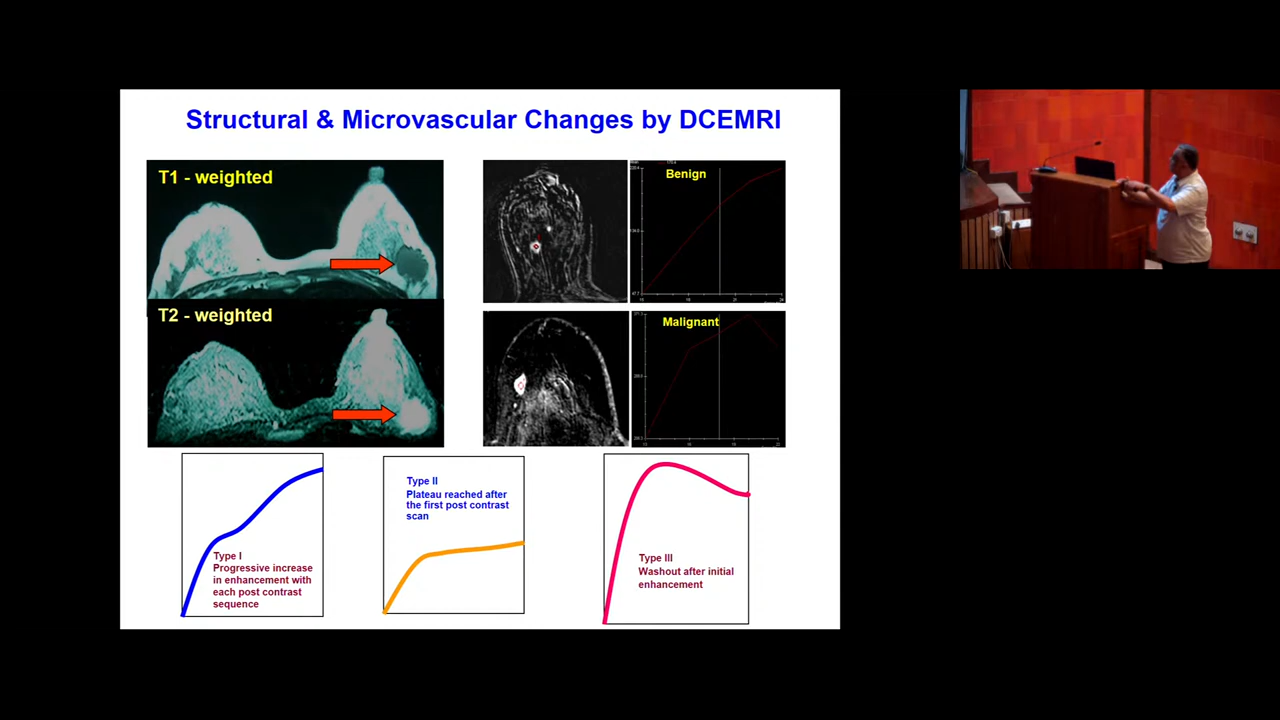 Structural & Microvascular Changes by DCEMRI
T1 - weighted
T2 - weighted
Benign
Malignant
Type I
Progressive increase
in enhancement with
each post contrast
sequence
Type II
Plateau reached after
the first post contrast
scan
Type III
Washout after initial
enhancement